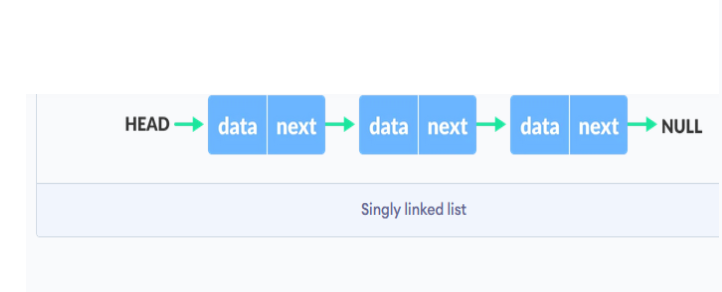 HEAD data next data next data next NULL
Singly linked list